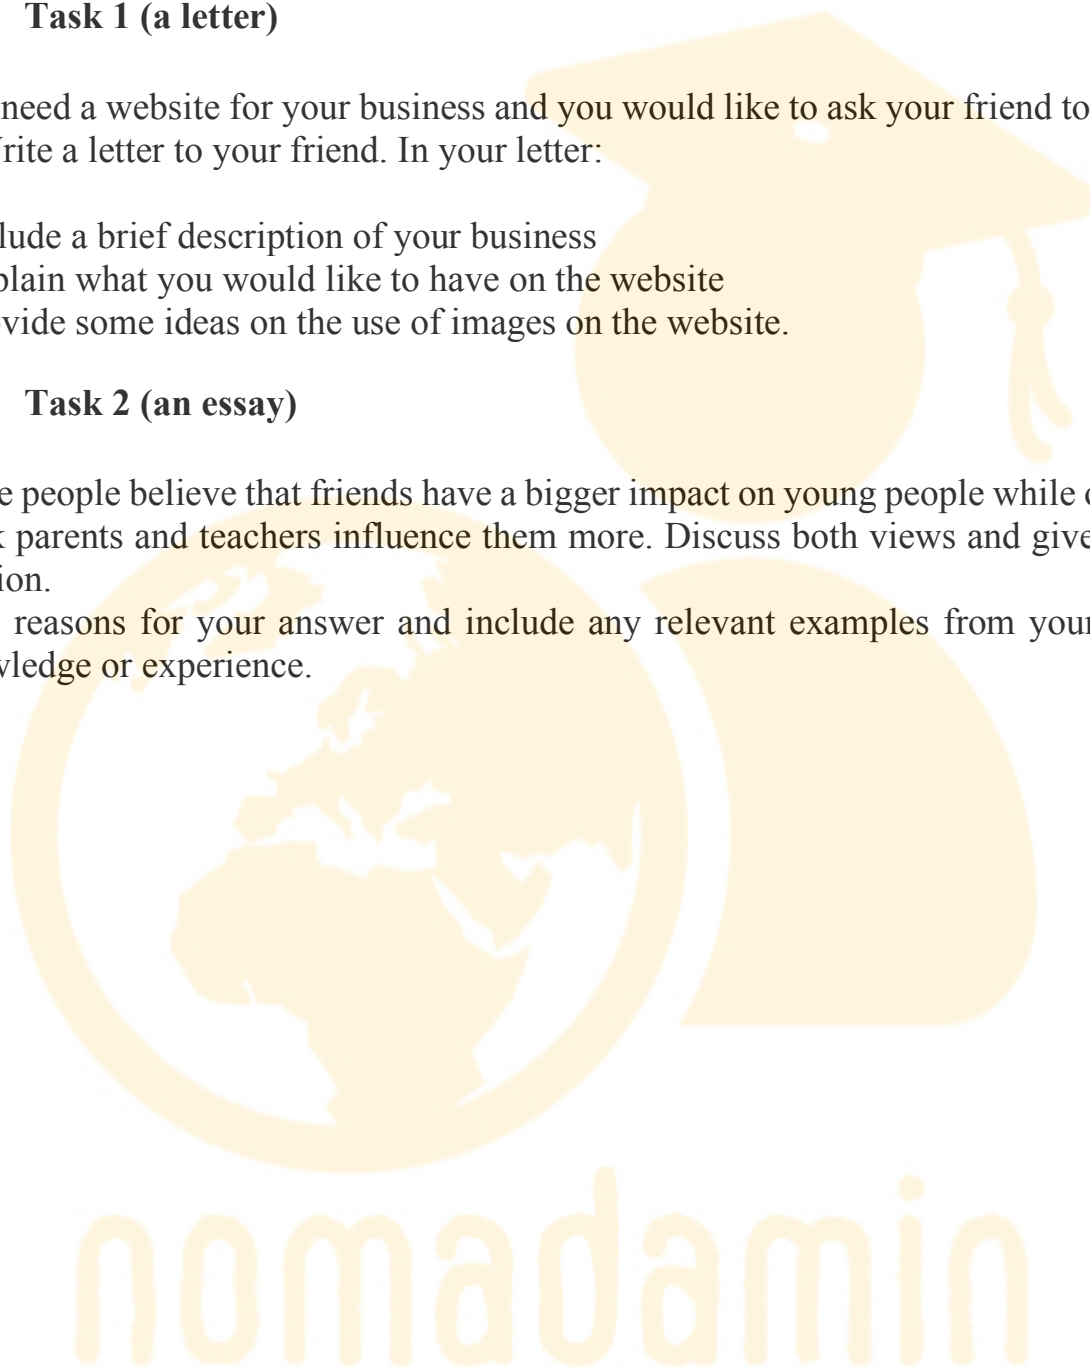 Task 1 (a letter)
need a website for your business and you would like to ask your friend to
rite a letter to your friend. In your letter:
lude a brief description of your business
plain what you would like to have on the website
vide some ideas on the use of images on the website.
Task 2 (an essay)
e people believe that friends have a bigger impact on young people while
parents and teachers influence them more. Discuss both views and give
ion.
reasons for your answer and include any relevant examples from your
wledge or experience.
nomadamin